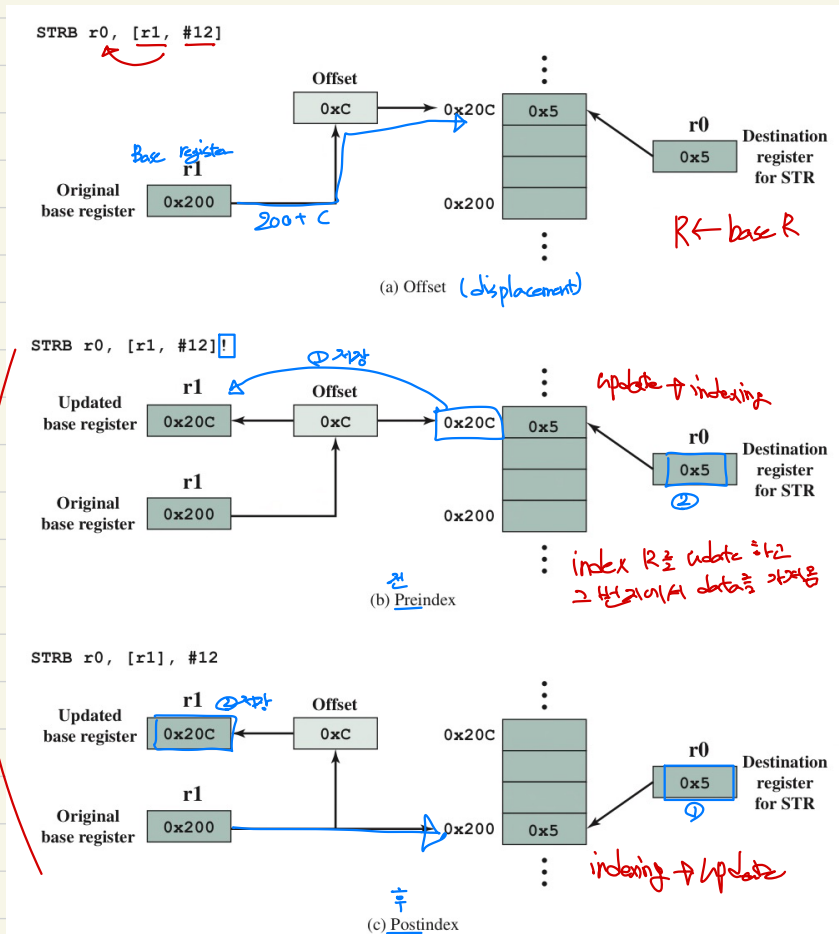 STRB r0, [r1, #12]
Offset
0xC
0x20C
0x5
r0
0x5
Destination
register
for STR
Base register
r1
Original
base register
0x200
200 + C
0x200
R ← base R
(a) Offset (displacement)
STRB r0, [r1, #12]!
① 저장
r1
Updated
base register
0x20C
Offset
0xC
0x20C
0x5
update → indexing
r0
0x5
②
Destination
register
for STR
r1
Original
base register
0x200
0x200
index R을 update 하고
그 번지에서 data를 가져옴
전
(b) Preindex
STRB r0, [r1], #12
r1
② 저장
Updated
base register
0x20C
Offset
0xC
0x20C
r0
0x5
①
Destination
register
for STR
r1
Original
base register
0x200
0x200
0x5
indexing → update
후
(c) Postindex